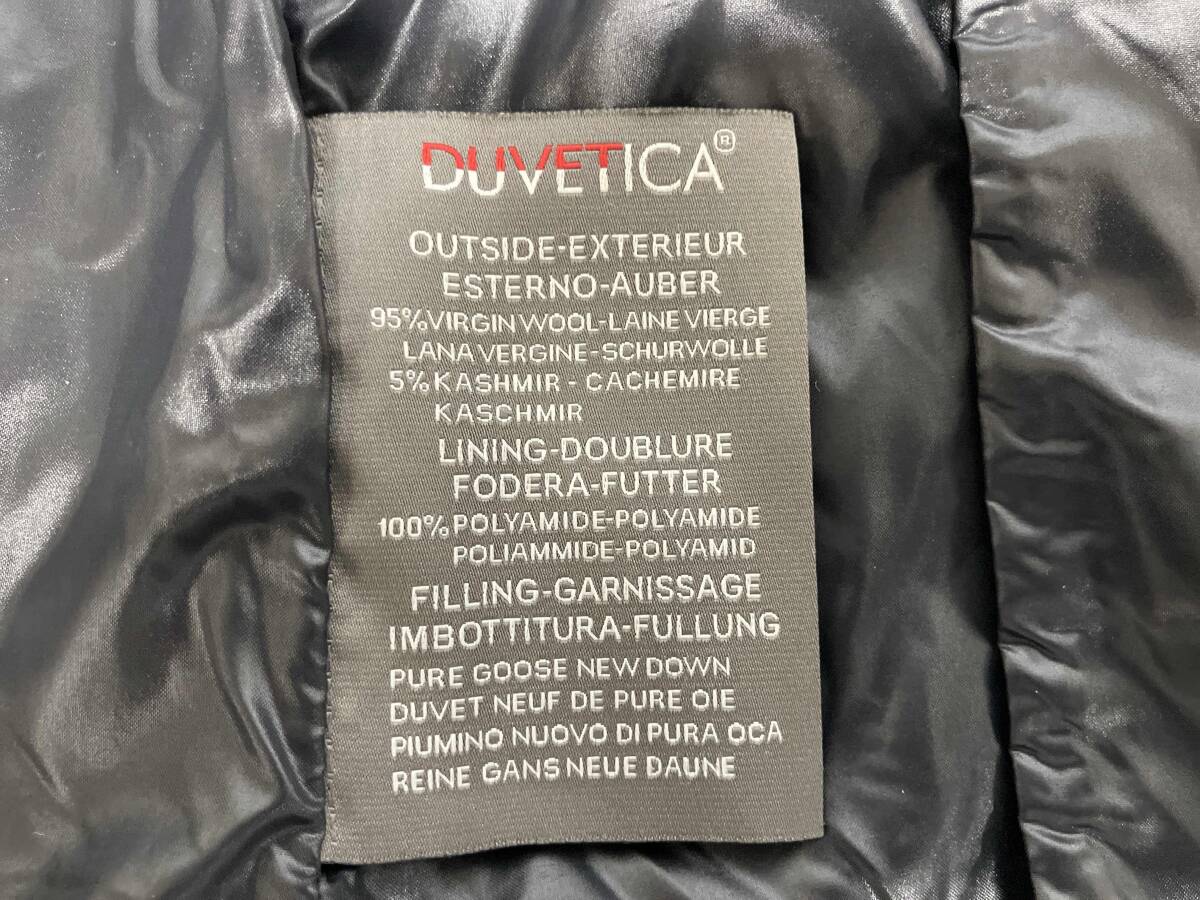 DUVETICA®
OUTSIDE-EXTERIEUR
ESTERNO-AUBER
95% VIRGIN WOOL-LAINE VIERGE
LANA VERGINE-SCHURWOLLE
5% KASHMIR - CACHEMIRE
KASCHMIR
LINING-DOUBLURE
FODERA-FUTTER
100% POLYAMIDE-POLYAMIDE
POLIAMMIDE-POLYAMID
FILLING-GARNISSAGE
IMBOTTITURA-FULLUNG
PURE GOOSE NEW DOWN
DUVET NEUF DE PURE OIE
PIUMINO NUOVO DI PURA OCA
REINE GANS NEUE DAUNE